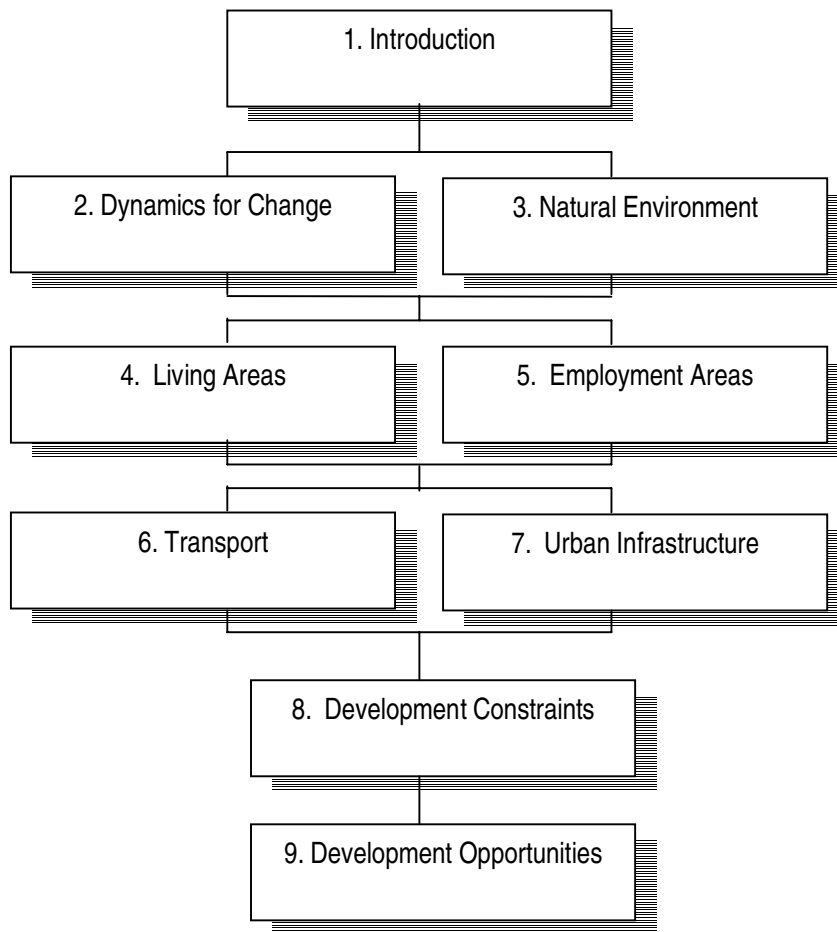 1. Introduction
2. Dynamics for Change
3. Natural Environment
4. Living Areas
5. Employment Areas
6. Transport
7. Urban Infrastructure
8. Development Constraints
9. Development Opportunities